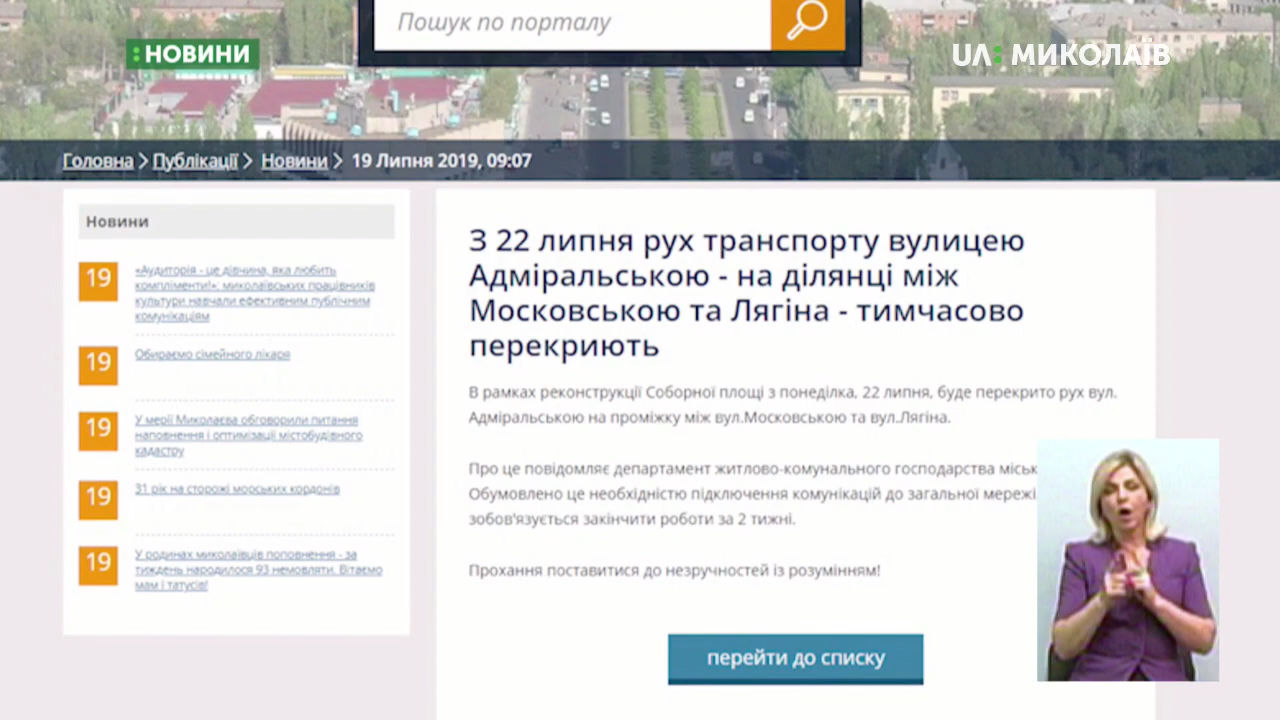 Пошук по порталу
:НОВИНИ
UA: МИКОЛАЇВ
Головна > Публікації > Новини > 19 Липня 2019, 09:07
Новини
19
«Аудиторія - це дівчина, яка любить
компліменти!»: миколаївських працівників
культури навчали ефективним публічним
комунікаціям
19
Обираємо сімейного лікаря
19
У мерії Миколаєва обговорили питання
наповнення і оптимізації містобудівного
кадастру
19
31 рік на сторожі морських кордонів
19
У родинах миколаївців поповнення - за
тиждень народилося 93 немовляти. Вітаємо
мам і татусів!
З 22 липня рух транспорту вулицею
Адміральською - на ділянці між
Московською та Лягіна - тимчасово
перекриють
В рамках реконструкції Соборної площі з понеділка, 22 липня, буде перекрито рух вул.
Адміральською на проміжку між вул.Московською та вул.Лягіна.
Про це повідомляє департамент житлово-комунального господарства міськ
Обумовлено це необхідністю підключення комунікацій до загальної мережі
зобов'язується закінчити роботи за 2 тижні.
Прохання поставитися до незручностей із розумінням!
перейти до списку